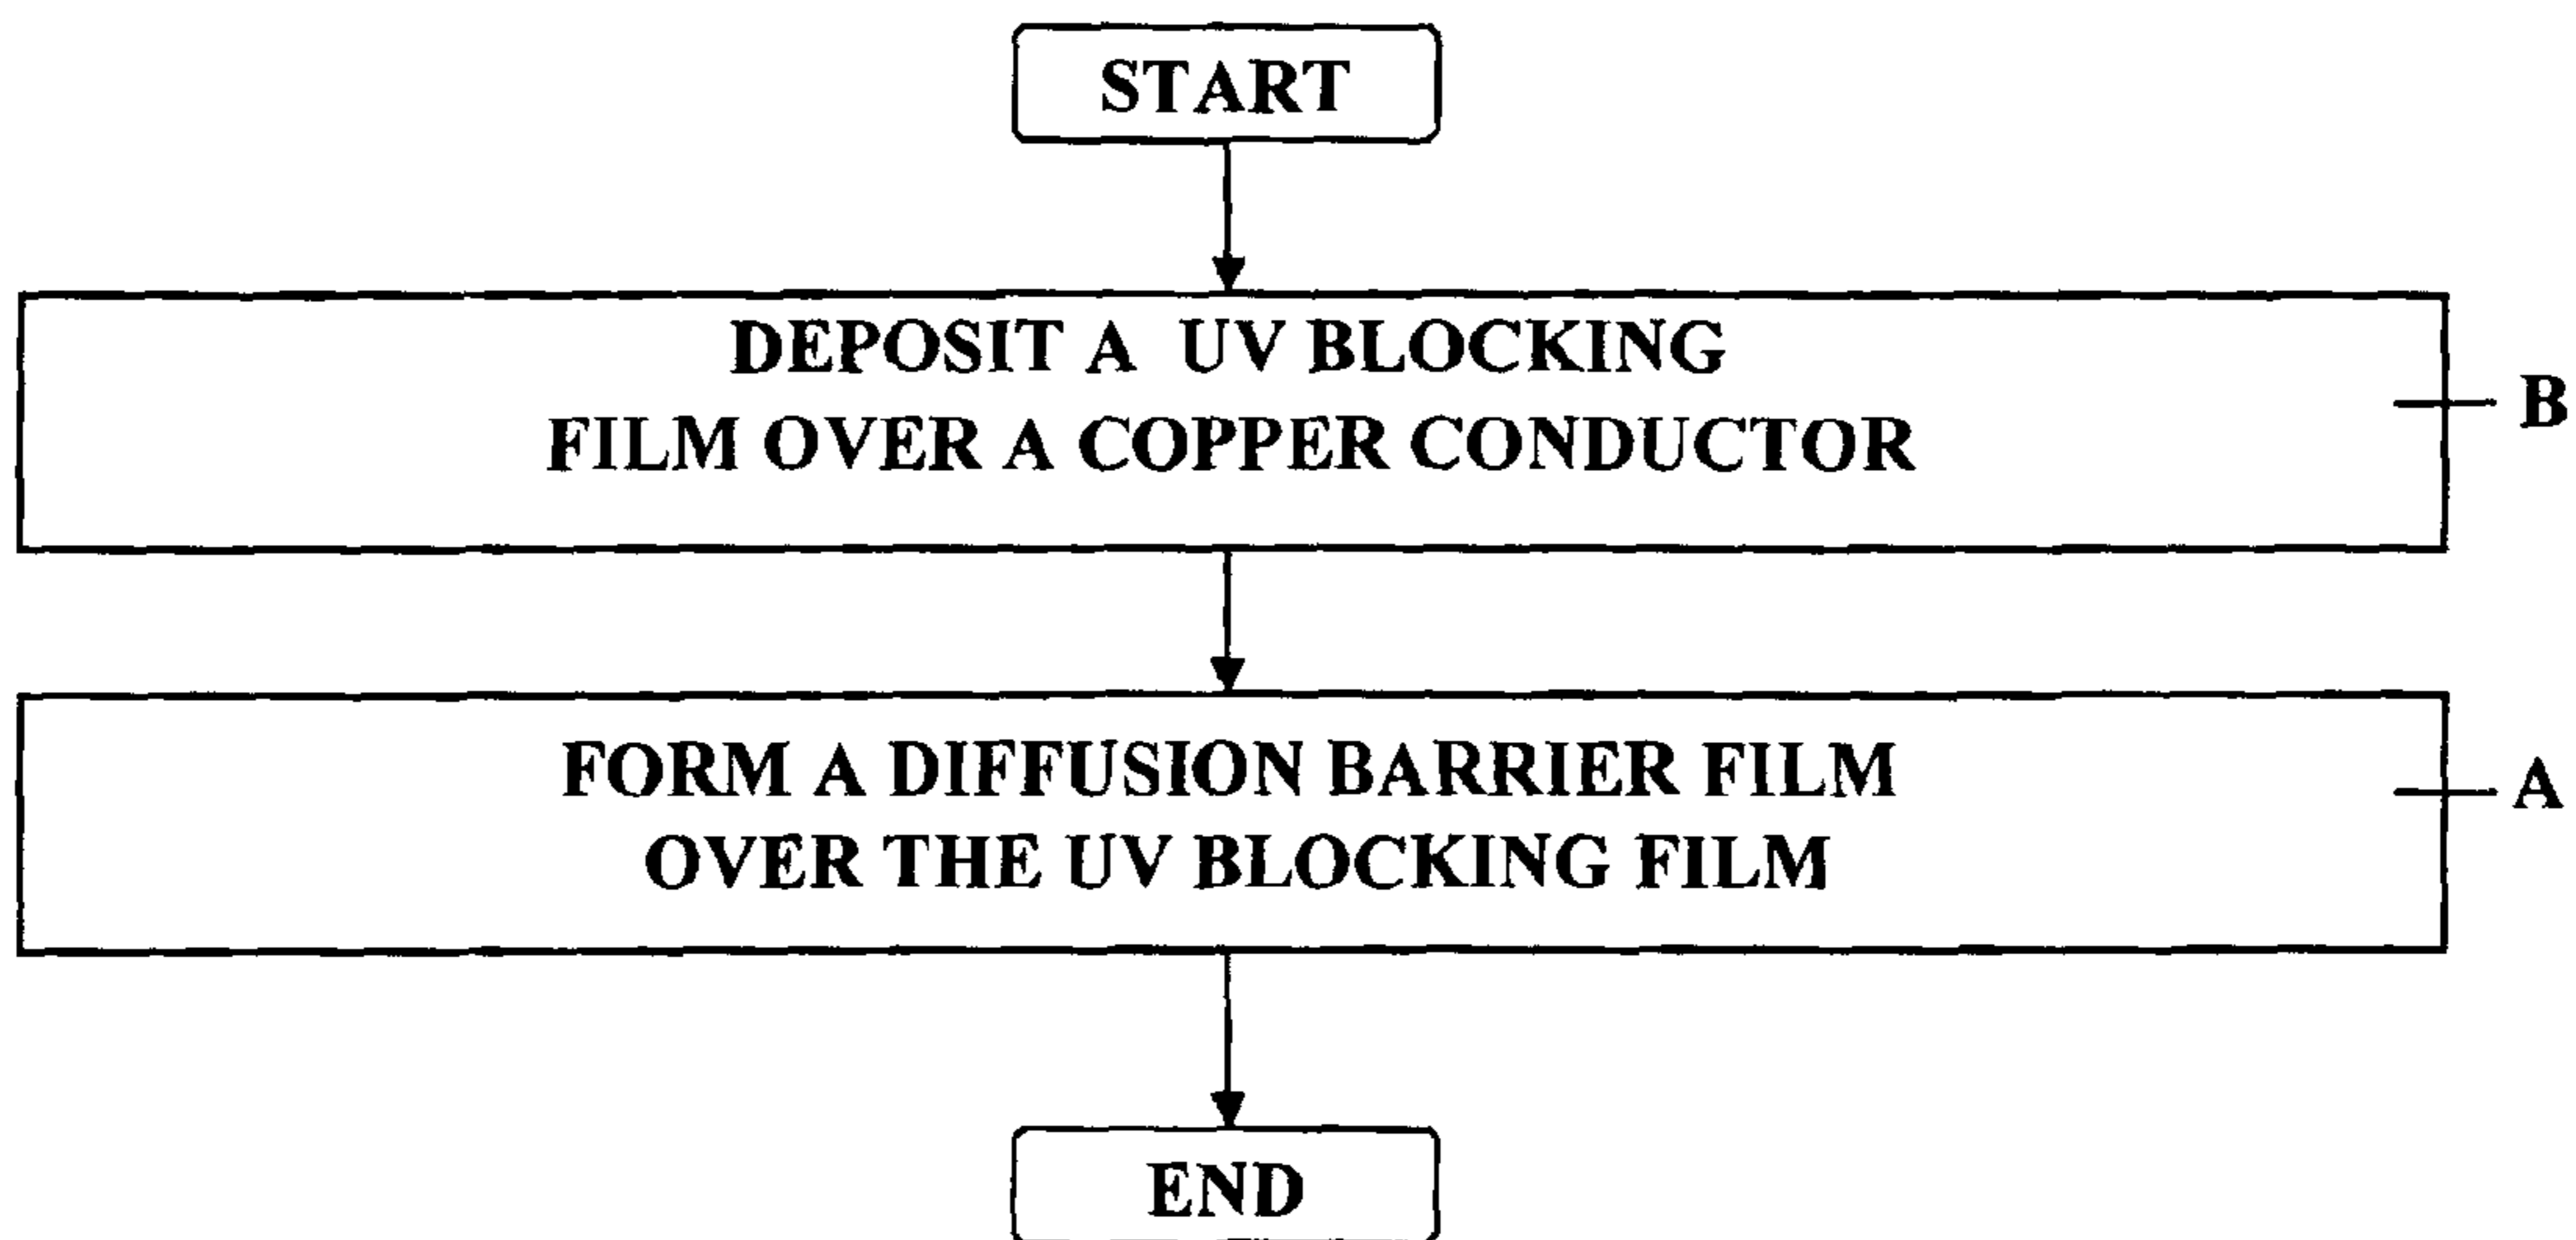 START
DEPOSIT A UV BLOCKING
FILM OVER A COPPER CONDUCTOR
B
FORM A DIFFUSION BARRIER FILM
OVER THE UV BLOCKING FILM
A
END